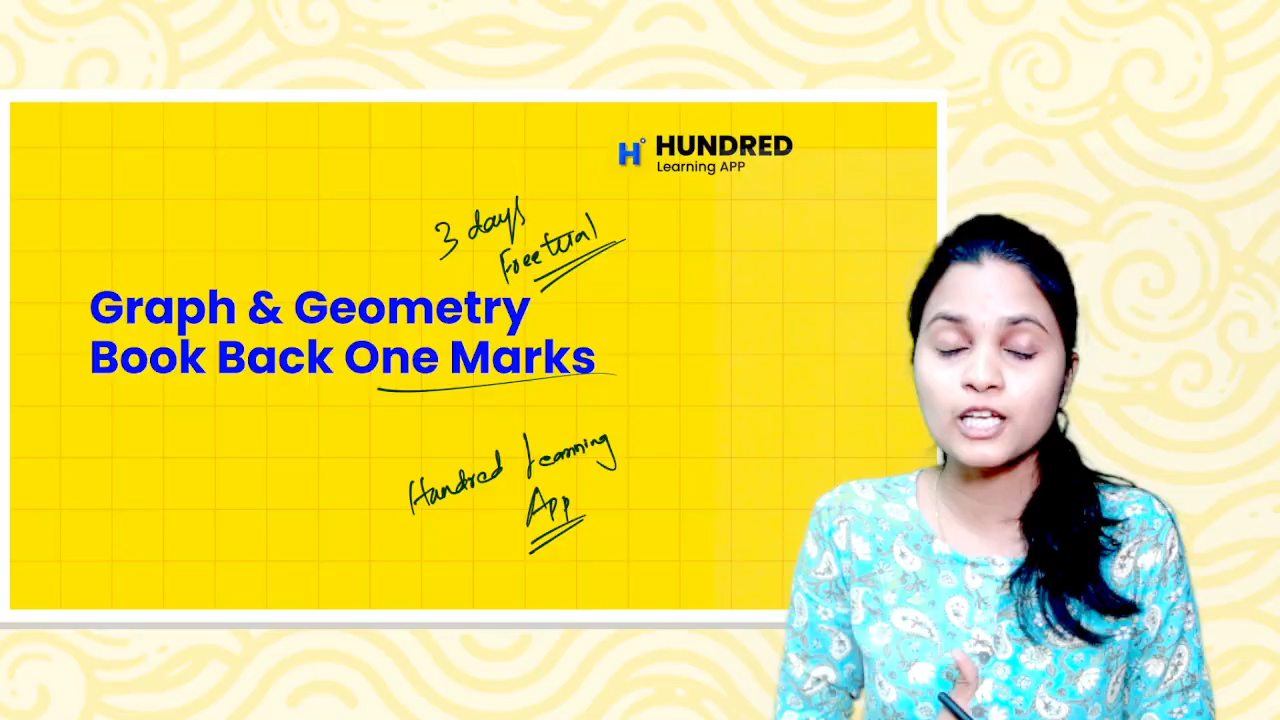 H° HUNDRED
Learning APP
3 days
Free trial
Graph & Geometry
Book Back One Marks
Hundred Learning
App